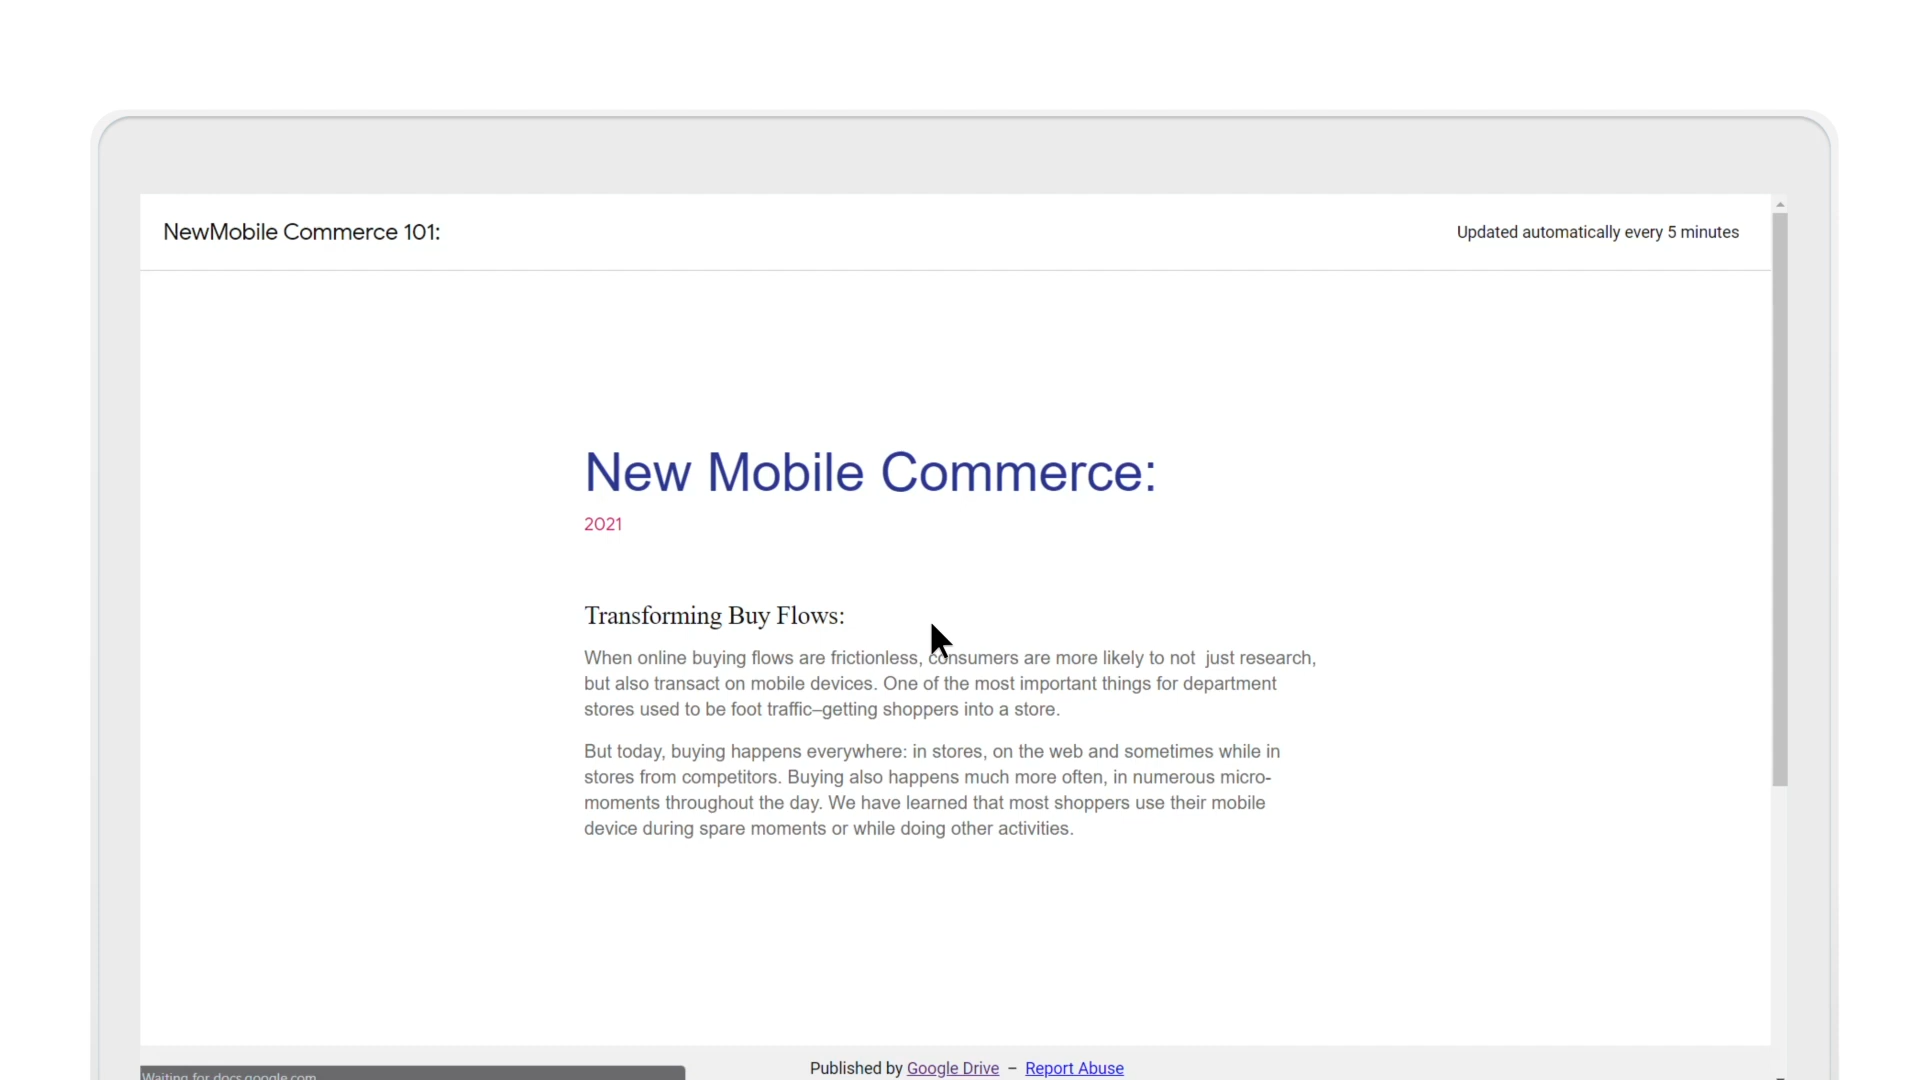 NewMobile Commerce 101:
Updated automatically every 5 minutes
New Mobile Commerce:
2021
Transforming Buy Flows:
When online buying flows are frictionless, consumers are more likely to not  just research,
but also transact on mobile devices. One of the most important things for department
stores used to be foot traffic–getting shoppers into a store.
But today, buying happens everywhere: in stores, on the web and sometimes while in
stores from competitors. Buying also happens much more often, in numerous micro-
moments throughout the day. We have learned that most shoppers use their mobile
device during spare moments or while doing other activities.
Published by Google Drive – Report Abuse
Waiting for docs.google.com